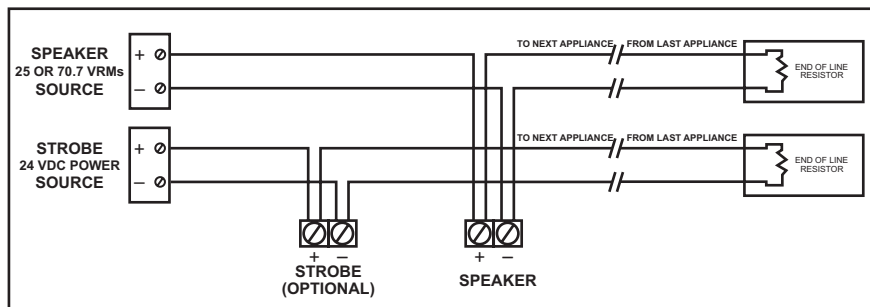 SPEAKER
25 OR 70.7 VRMs
SOURCE
+
–
TO NEXT APPLIANCE
FROM LAST APPLIANCE
END OF LINE
RESISTOR
STROBE
24 VDC POWER
SOURCE
+
–
TO NEXT APPLIANCE
FROM LAST APPLIANCE
END OF LINE
RESISTOR
+ –
STROBE
(OPTIONAL)
+ –
SPEAKER